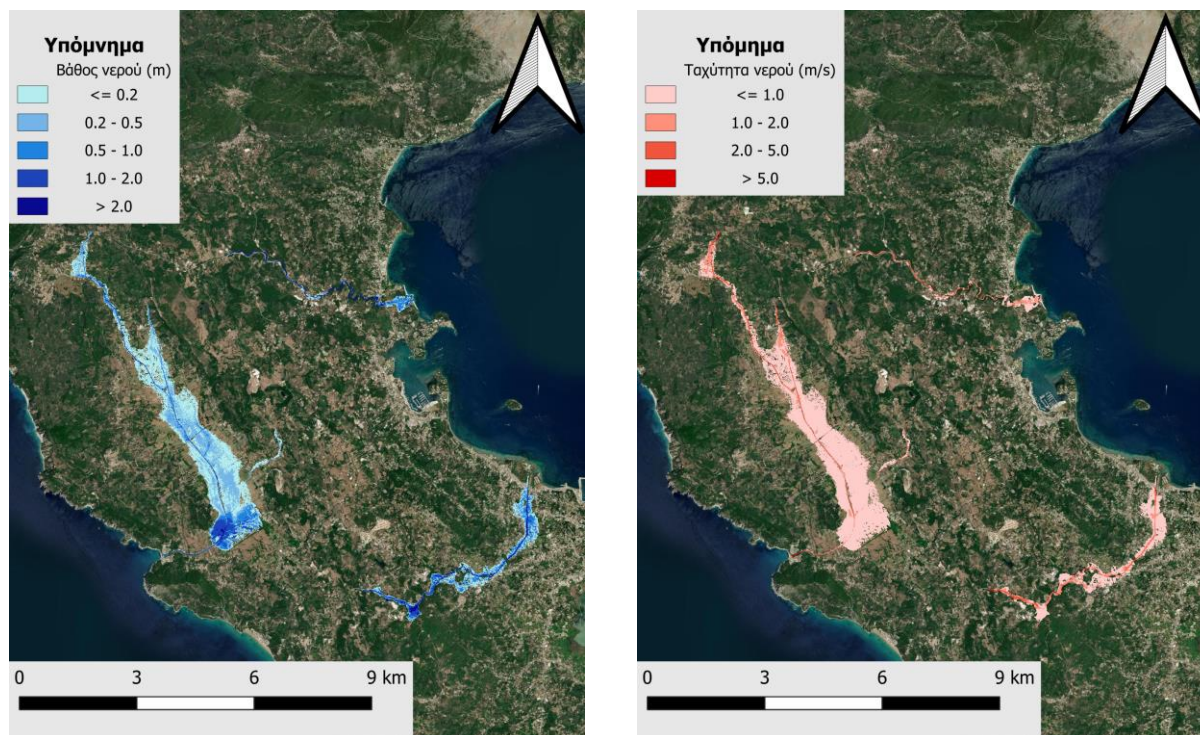 Υπόμνημα
Βάθος νερού (m)
<= 0.2
0.2 - 0.5
0.5 - 1.0
1.0 - 2.0
> 2.0
0 3 6 9 km
Υπόμημα
Ταχύτητα νερού (m/s)
<= 1.0
1.0 - 2.0
2.0 - 5.0
> 5.0
0 3 6 9 km